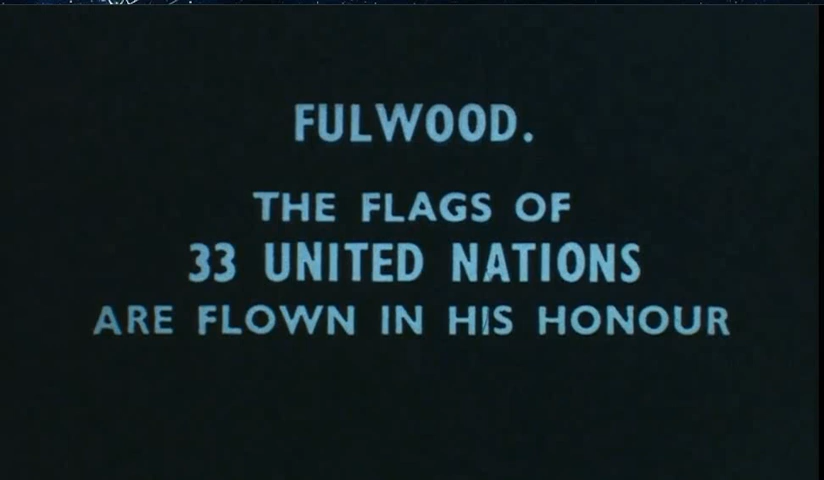 FULWOOD.
THE FLAGS OF
33 UNITED NATIONS
ARE FLOWN IN HIS HONOUR